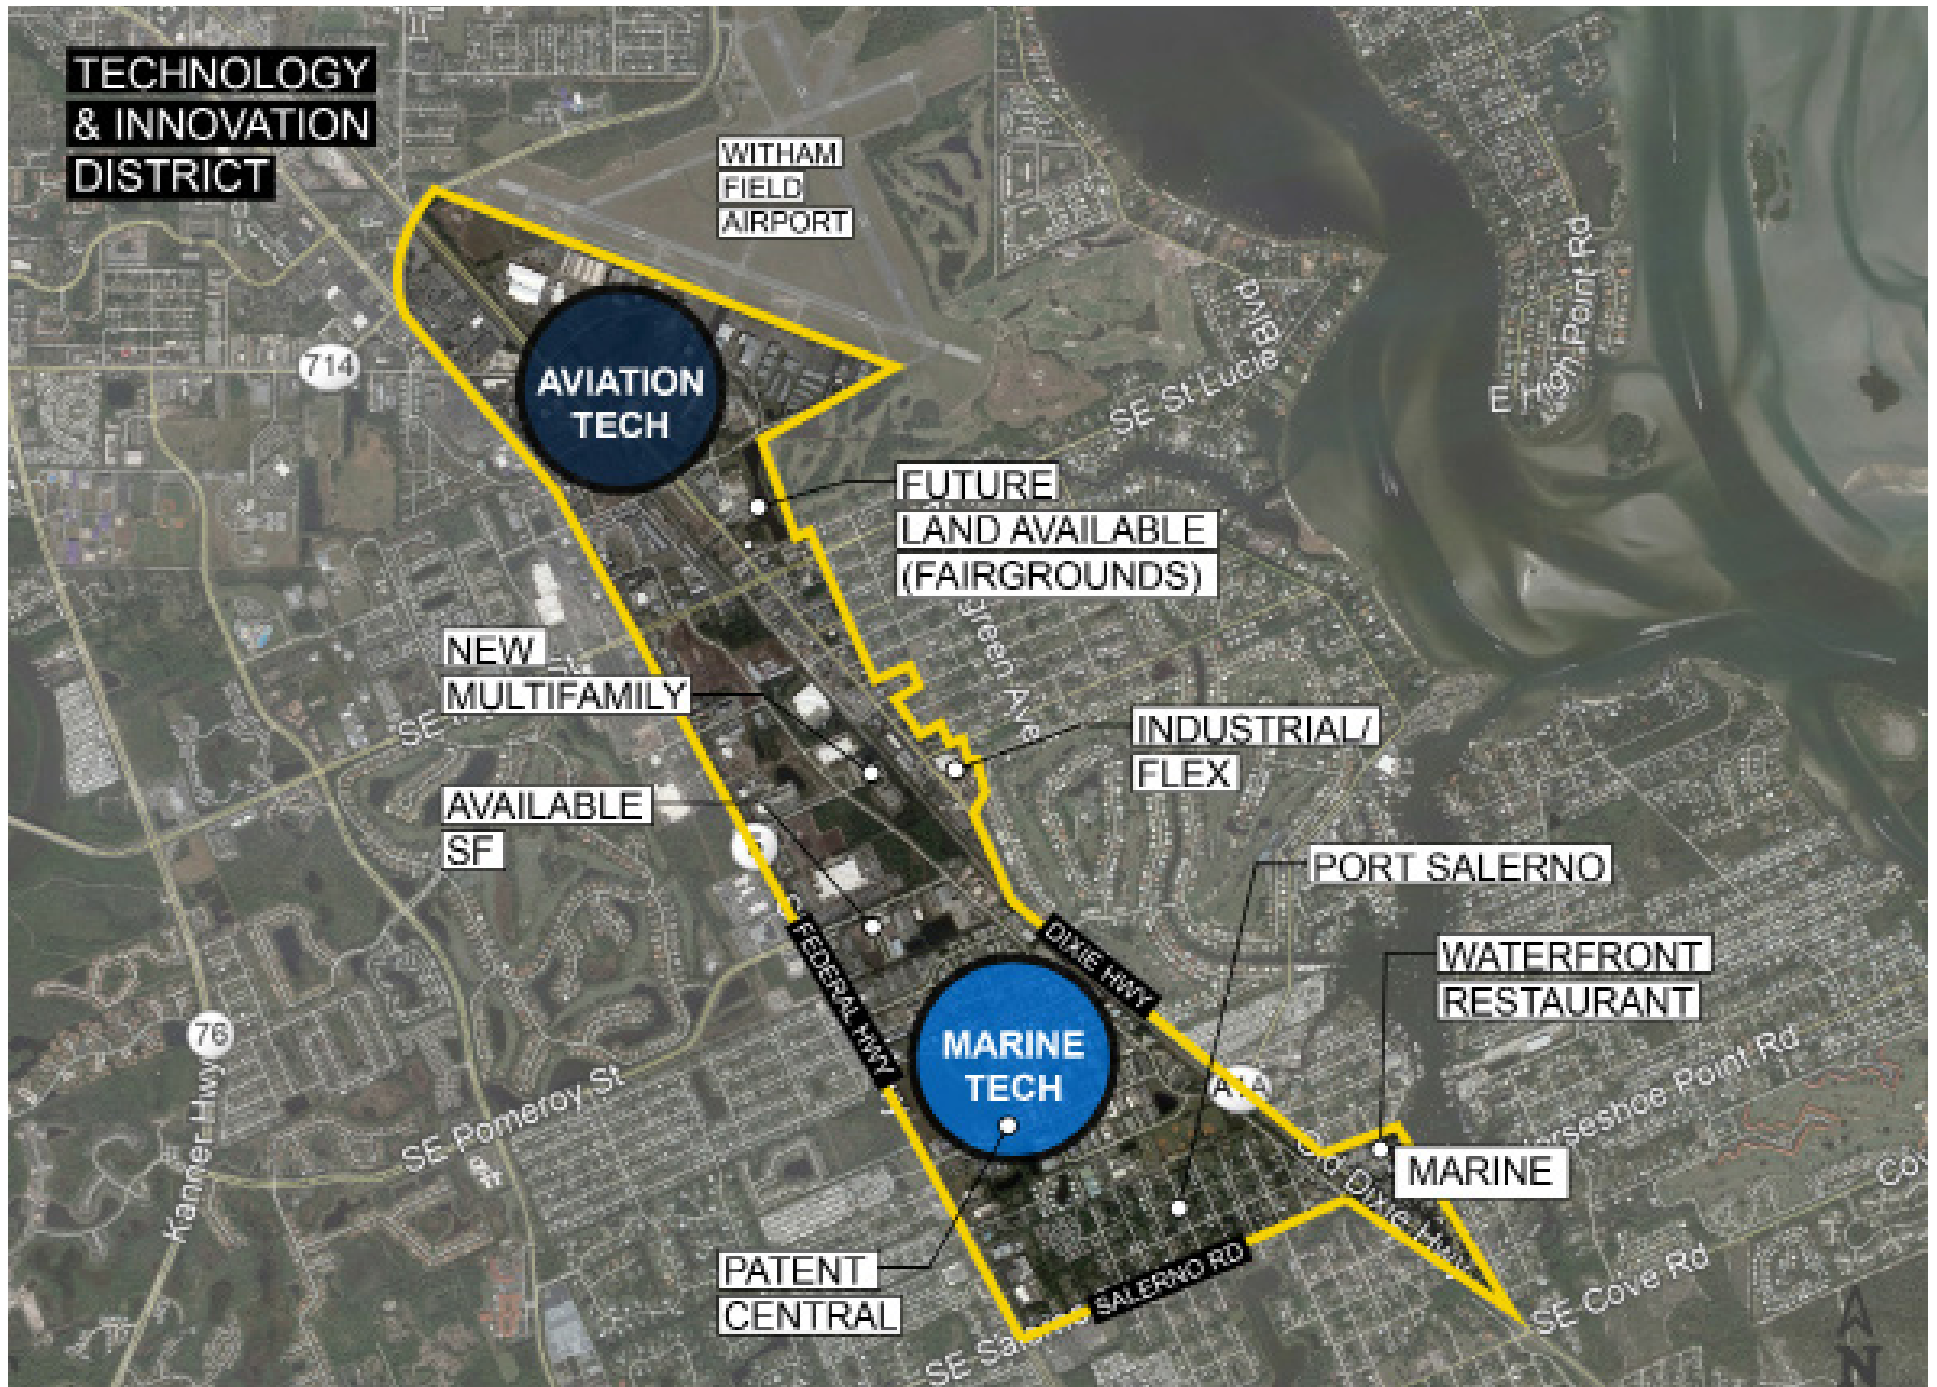 TECHNOLOGY
& INNOVATION
DISTRICT
WITHAM
FIELD
AIRPORT
714
AVIATION
TECH
SE St Lucie
Blvd
Point Rd
FUTURE
LAND AVAILABLE
(FAIRGROUNDS)
green Ave
NEW
MULTIFAMILY
SE
INDUSTRIAL/
FLEX
AVAILABLE
SF
PORT SALERNO
FEDERAL HWY
DIXIE HWY
WATERFRONT
RESTAURANT
76
Kanner Hwy
SE Pomeroy St
MARINE
TECH
MARINE
Horseshoe Point Rd
Dixie Hwy
PATENT
CENTRAL
SALERNO RD
SE Cove Rd
N